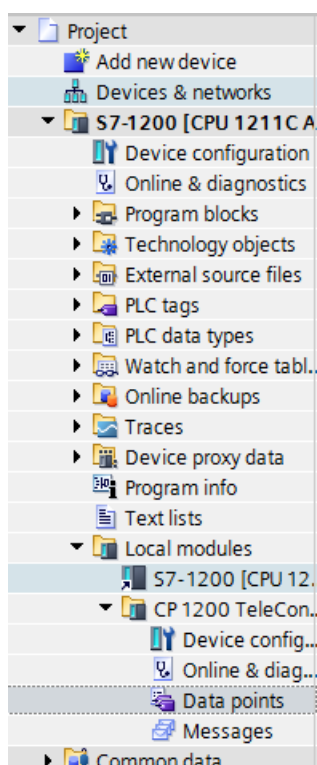 Project
Add new device
Devices & networks
S7-1200 [CPU 1211C A
Device configuration
Online & diagnostics
Program blocks
Technology objects
External source files
PLC tags
PLC data types
Watch and force tabl...
Online backups
Traces
Device proxy data
Program info
Text lists
Local modules
S7-1200 [CPU 12.
CP 1200 TeleCon..
Device config...
Online & diag...
Data points
Messages
Common data